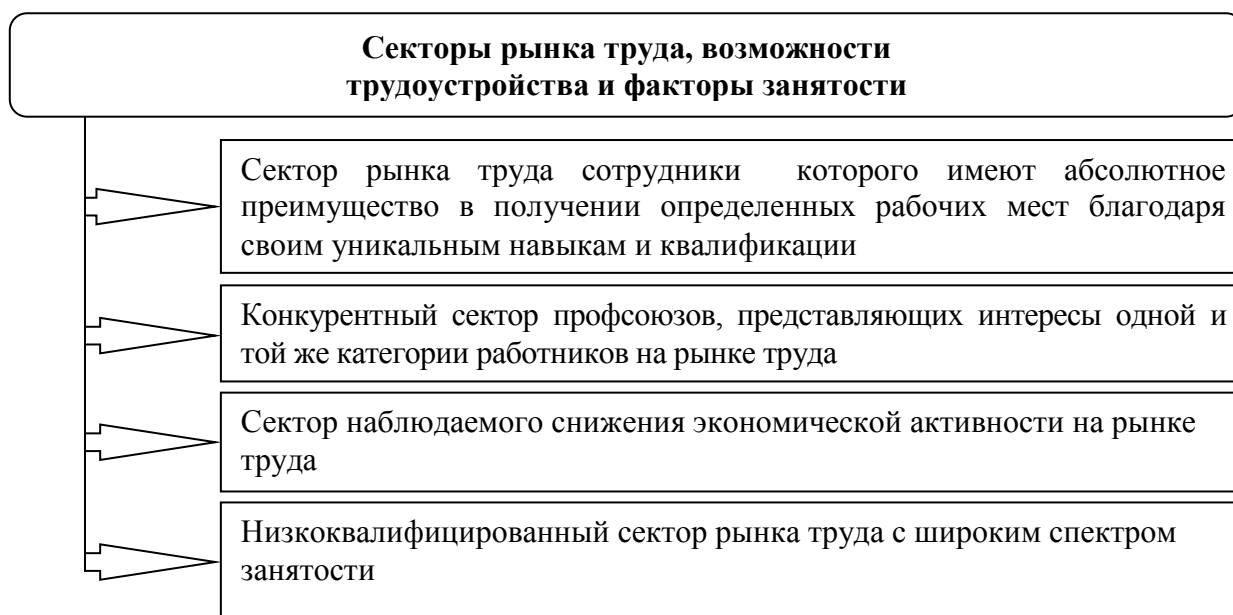 Секторы рынка труда, возможности
трудоустройства и факторы занятости
Сектор рынка труда сотрудники которого имеют абсолютное
преимущество в получении определенных рабочих мест благодаря
своим уникальным навыкам и квалификации
Конкурентный сектор профсоюзов, представляющих интересы одной и
той же категории работников на рынке труда
Сектор наблюдаемого снижения экономической активности на рынке
труда
Низкоквалифицированный сектор рынка труда с широким спектром
занятости